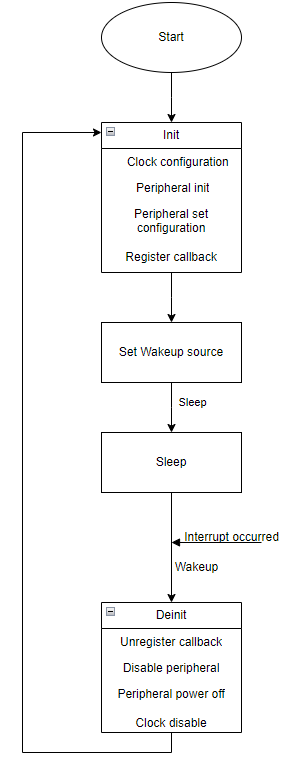 Start
Init
Clock configuration
Peripheral init
Peripheral set
configuration
Register callback
Set Wakeup source
Sleep
Sleep
Interrupt occurred
Wakeup
Deinit
Unregister callback
Disable peripheral
Peripheral power off
Clock disable